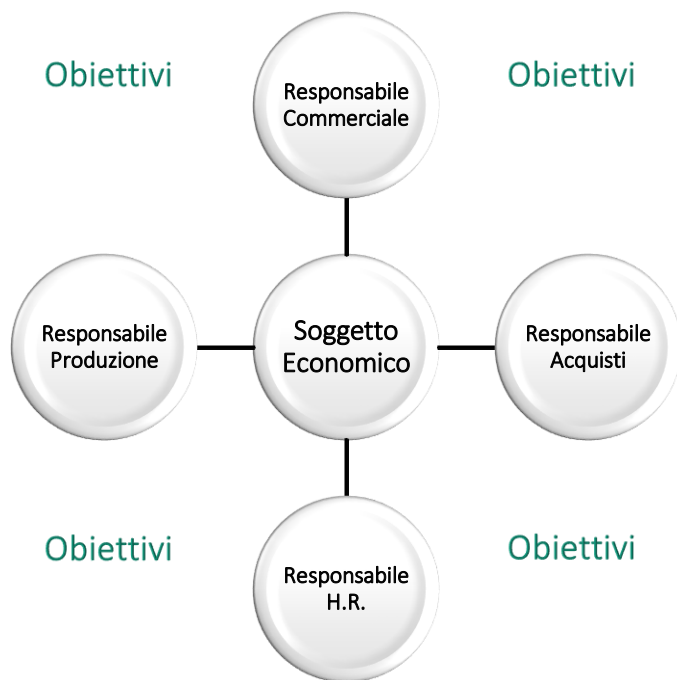 Obiettivi
Responsabile
Commerciale
Obiettivi
Responsabile
Produzione
Soggetto
Economico
Responsabile
Acquisti
Obiettivi
Responsabile
H.R.
Obiettivi